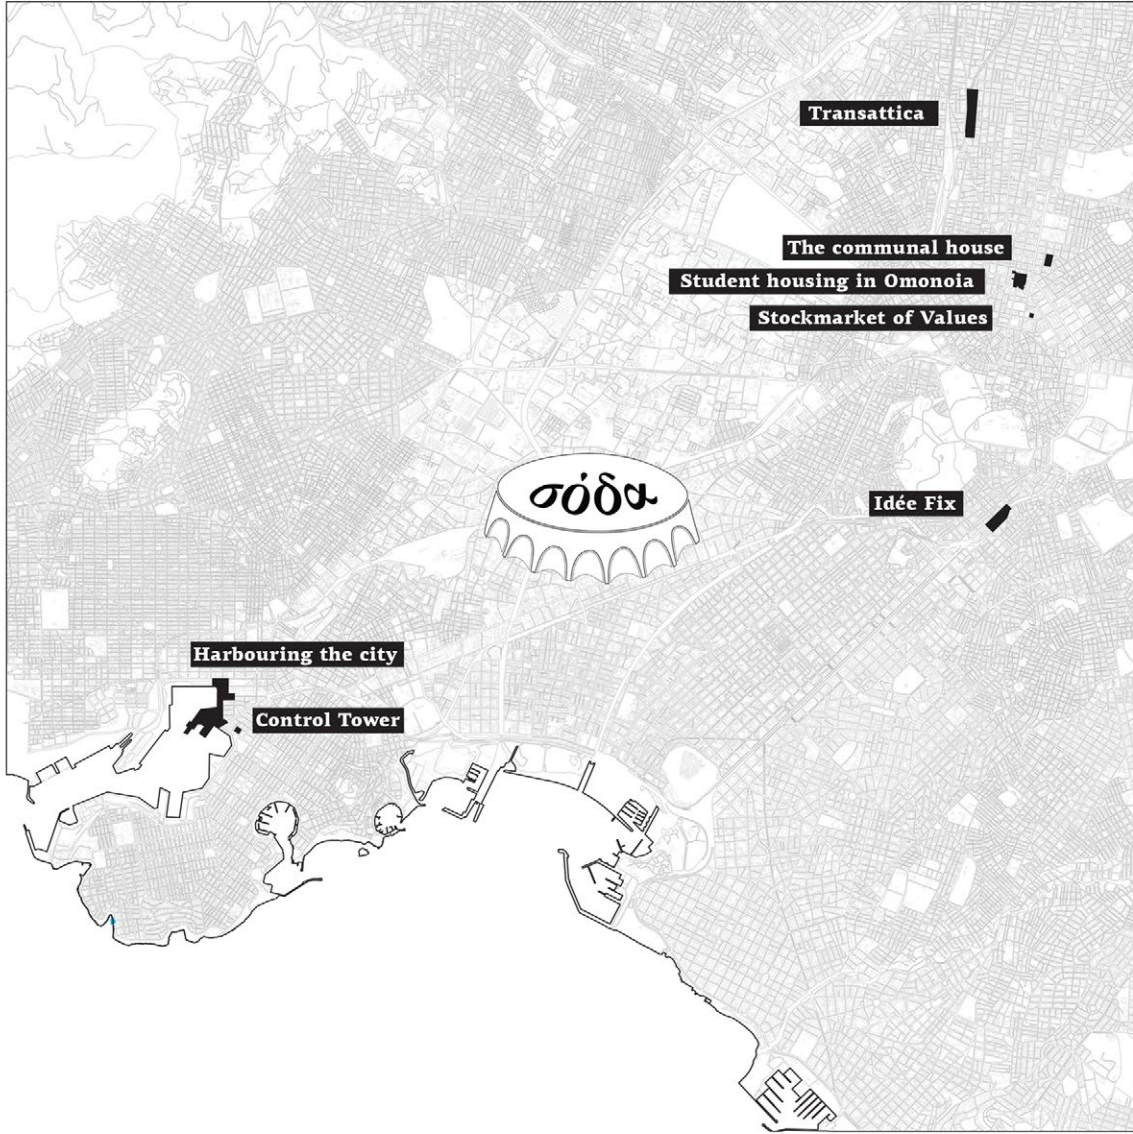 Transattica
The communal house
Student housing in Omonoia
Stockmarket of Values
σόδα
Idée Fix
Harbouring the city
Control Tower